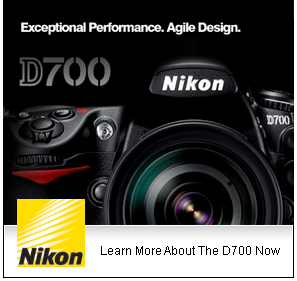 Exceptional Performance. Agile Design.
D700
Nikon
D700
Nikon
Learn More About The D700 Now